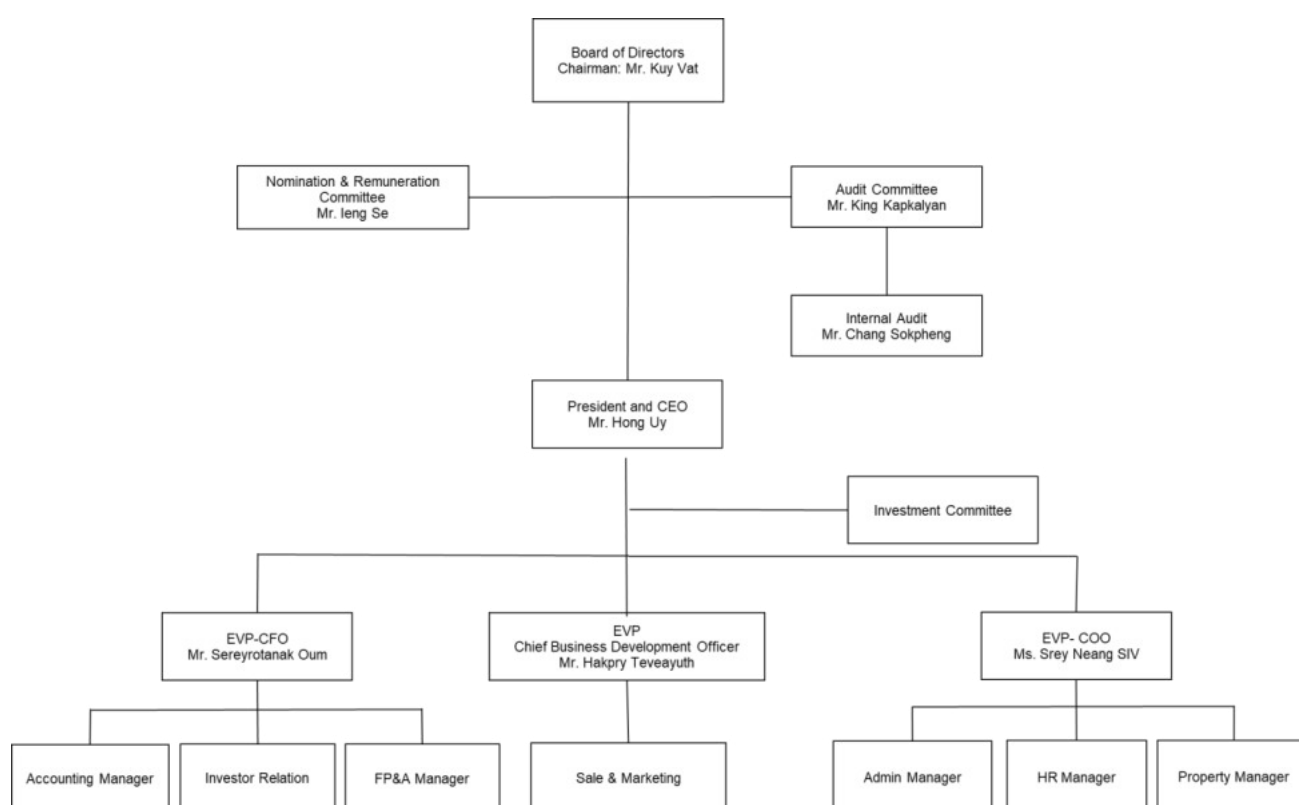 Board of Directors
Chairman: Mr. Kuy Vat
Nomination & Remuneration
Committee
Mr. Ieng Se
Audit Committee
Mr. King Kapkalyan
Internal Audit
Mr. Chang Sokpheng
President and CEO
Mr. Hong Uy
Investment Committee
EVP-CFO
Mr. Sereyrotanak Oum
EVP
Chief Business Development Officer
Mr. Hakpry Teveayuth
EVP- COO
Ms. Srey Neang SIV
Accounting Manager
Investor Relation
FP&A Manager
Sale & Marketing
Admin Manager
HR Manager
Property Manager